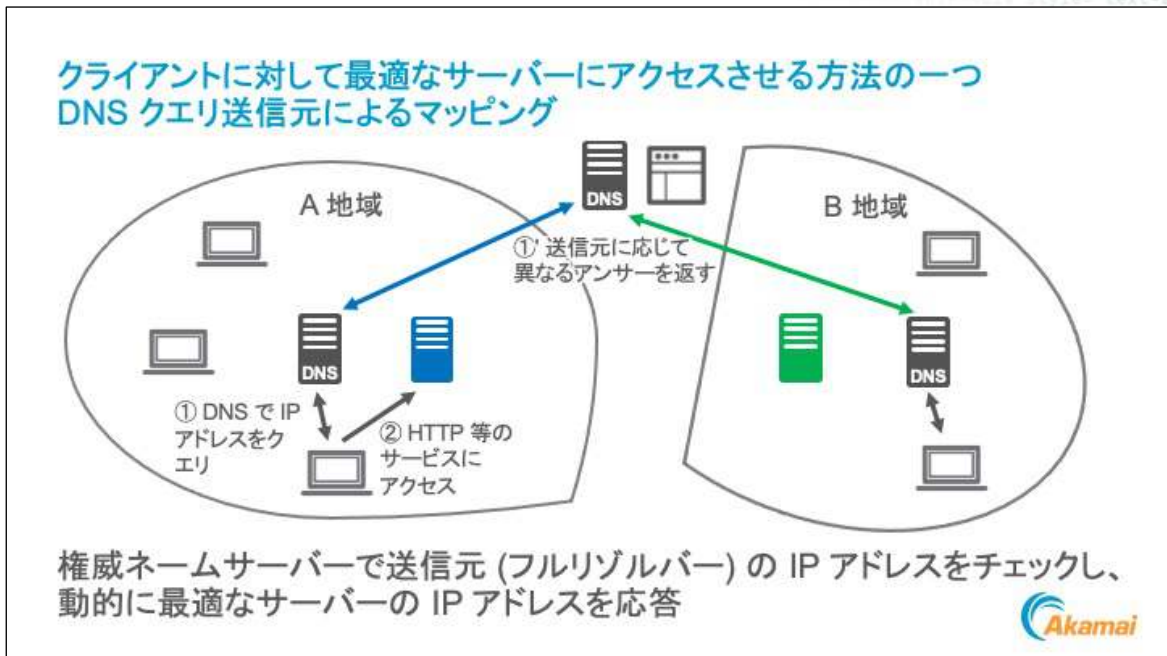 クライアントに対して最適なサーバーにアクセスさせる方法の一つ
DNS クエリ送信元によるマッピング
A 地域
DNS
B 地域
①' 送信元に応じて
異なるアンサーを返す
DNS
DNS
① DNS で IP
アドレスをク
エリ
② HTTP 等の
サービスに
アクセス
権威ネームサーバーで送信元 (フルリゾルバー) の IP アドレスをチェックし、
動的に最適なサーバーの IP アドレスを応答
Akamai